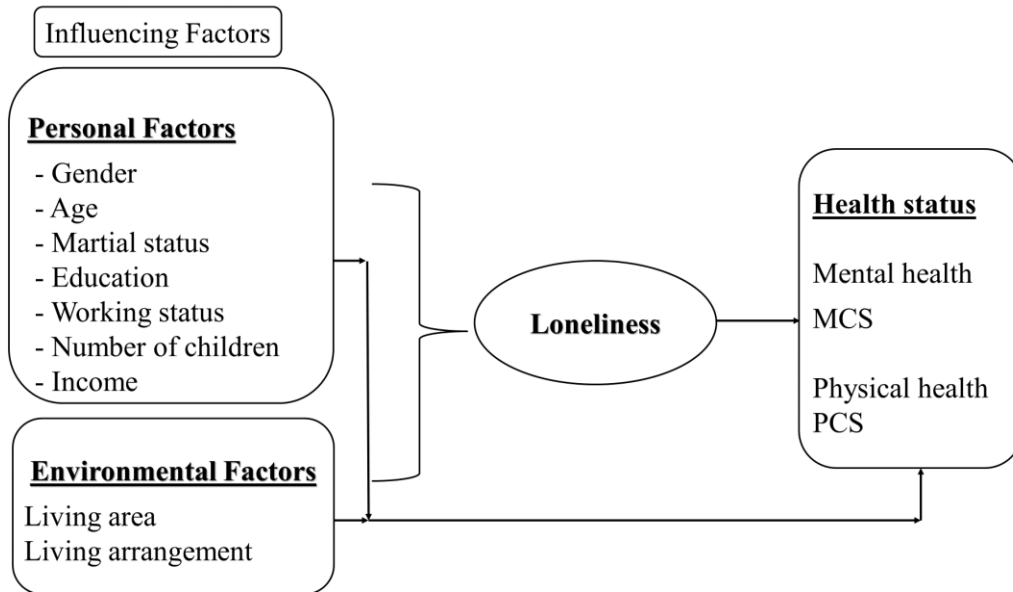 Influencing Factors
Personal Factors
- Gender
- Age
- Martial status
- Education
- Working status
- Number of children
- Income
Environmental Factors
Living area
Living arrangement
Loneliness
Health status
Mental health
MCS
Physical health
PCS